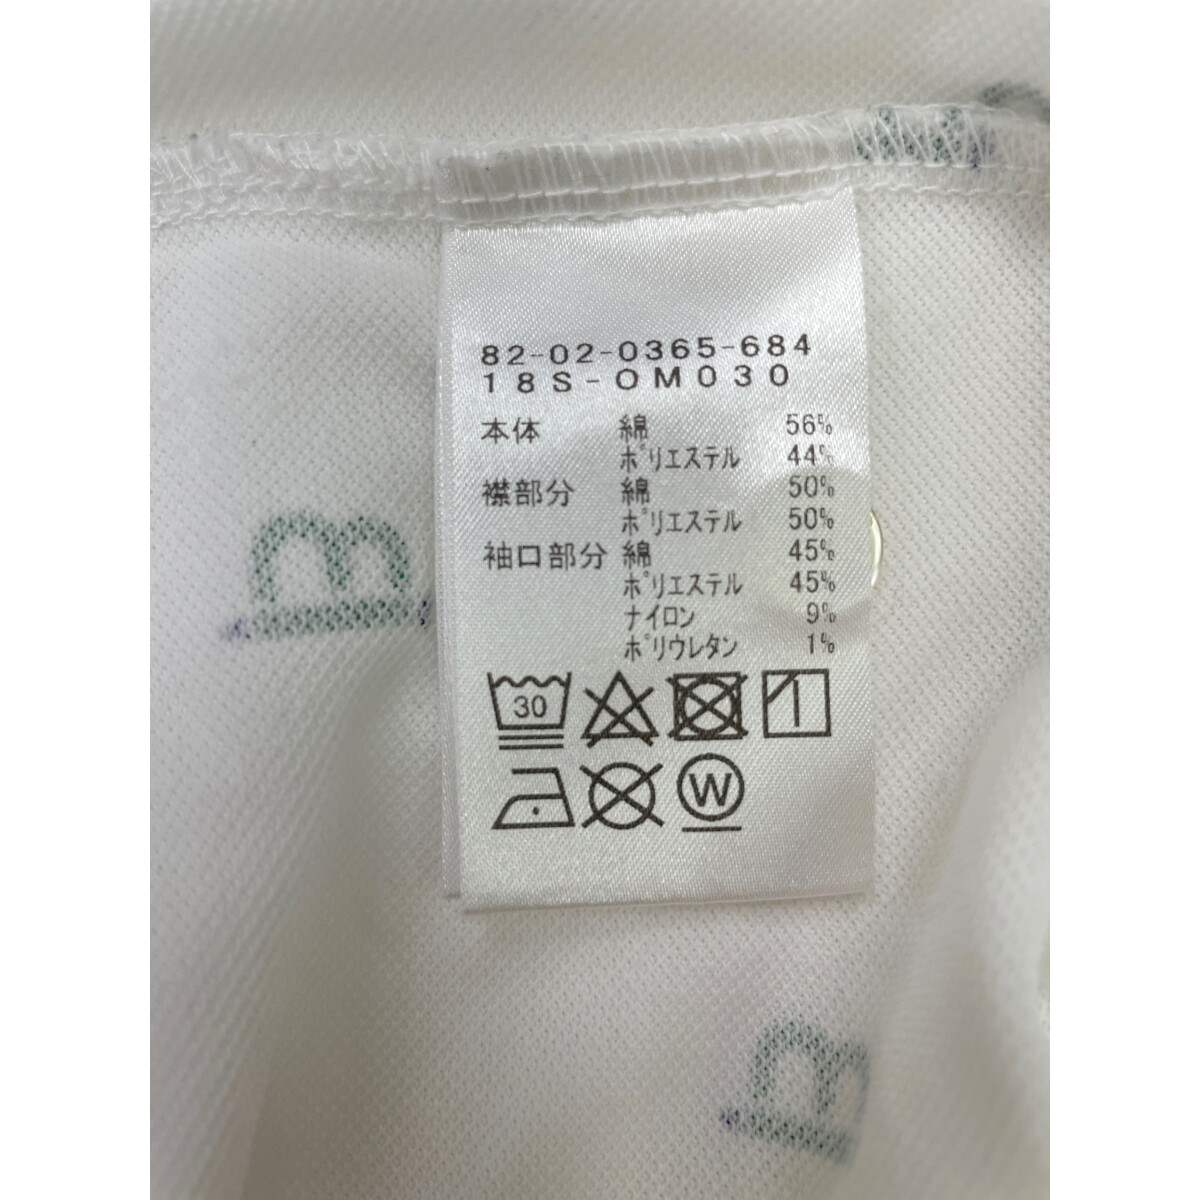 82-02-0365-684
18S-OM030
本体 綿 56%
ポリエステル 44%
襟部分 綿 50%
ポリエステル 50%
袖口部分 綿 45%
ポリエステル 45%
ナイロン 9%
ポリウレタン 1%
30
W
B
B